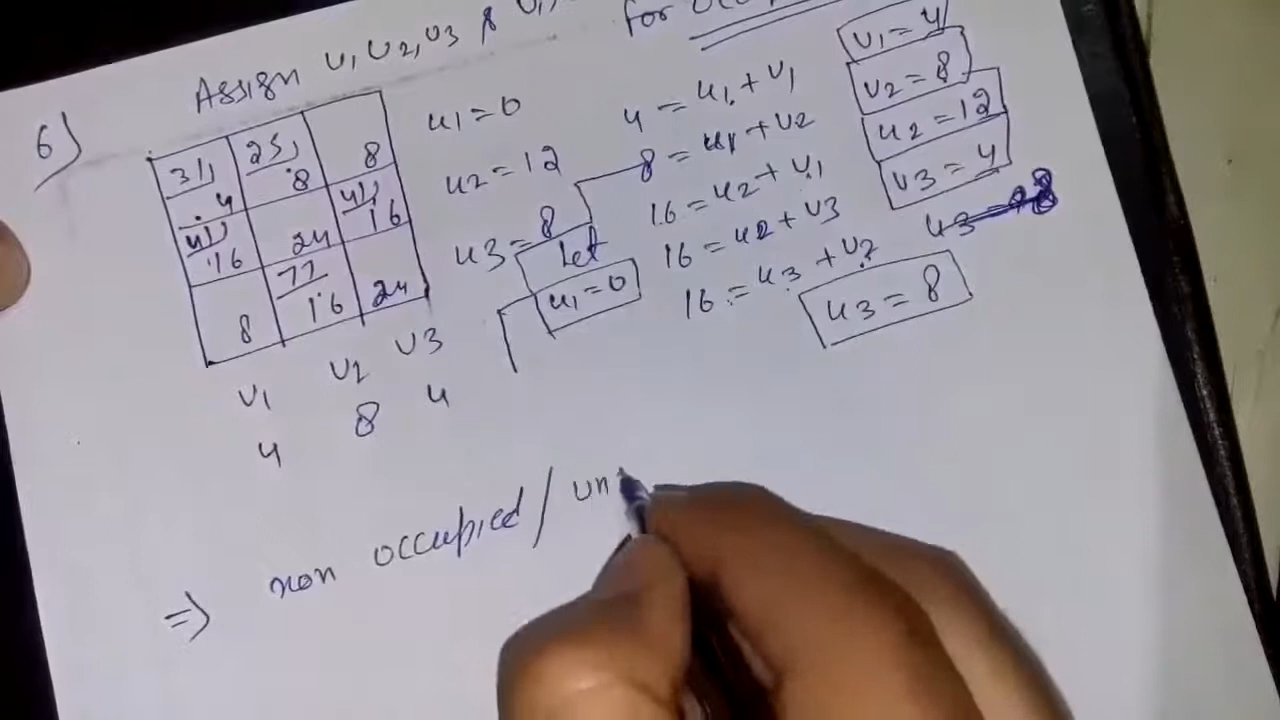 Assign U1, U2, U3 & V1,
for
6)
31) 25)
4 8 8
41) 41)
16 24 16
77
8 16 24
V1 V2 V3
4 8 4
u1 = 0
u2 = 12
u3 = 8
Let
u1 = 0
4 = u1 + V1
8 = u1 + V2
16 = u2 + V1
16 = u2 + V3
16 = u3 + V2
V1 = 4
V2 = 8
u2 = 12
V3 = 4
u3 = 8
=> non occupied / un